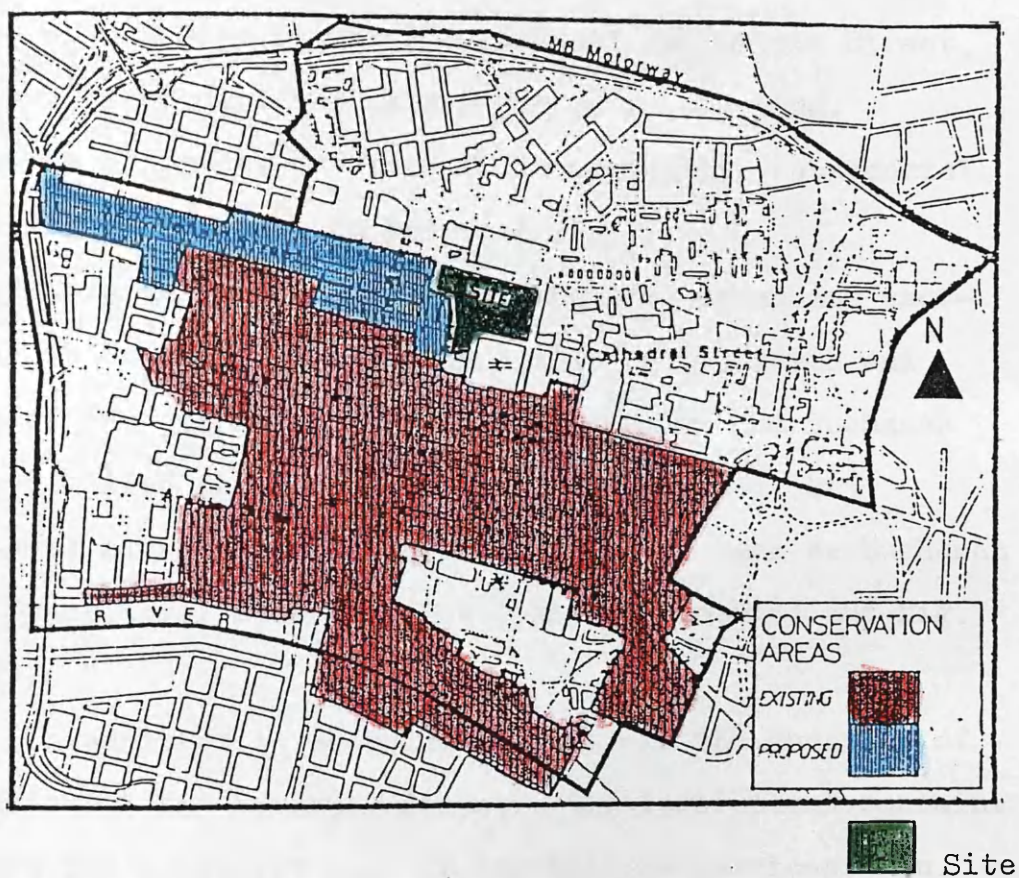 M8 Motorway
SITE
Cathedral Street
N
RIVER
CONSERVATION
AREAS
EXISTING
PROPOSED
Site